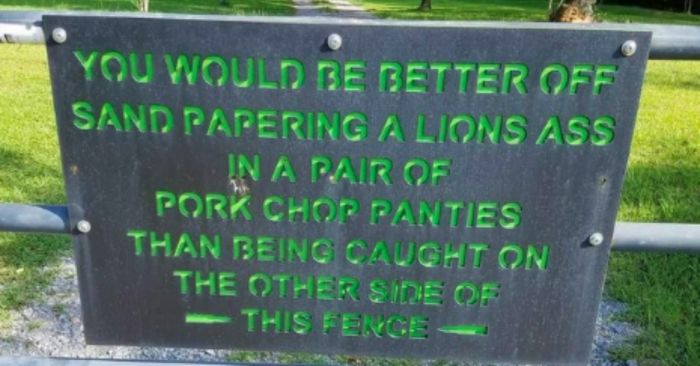 YOU WOULD BE BETTER OFF
SAND PAPERING A LIONS ASS
IN A PAIR OF
PORK CHOP PANTIES
THAN BEING CAUGHT ON
THE OTHER SIDE OF
THIS FENCE